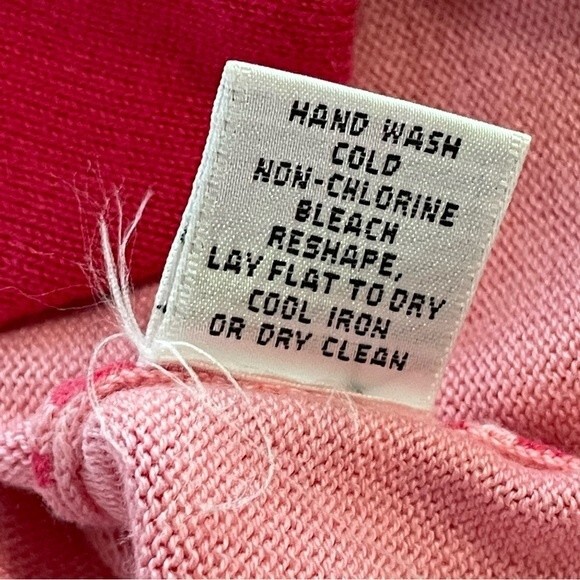 HAND WASH
COLD
NON-CHLORINE
BLEACH
RESHAPE,
LAY FLAT TO DRY
COOL IRON
OR DRY CLEAN